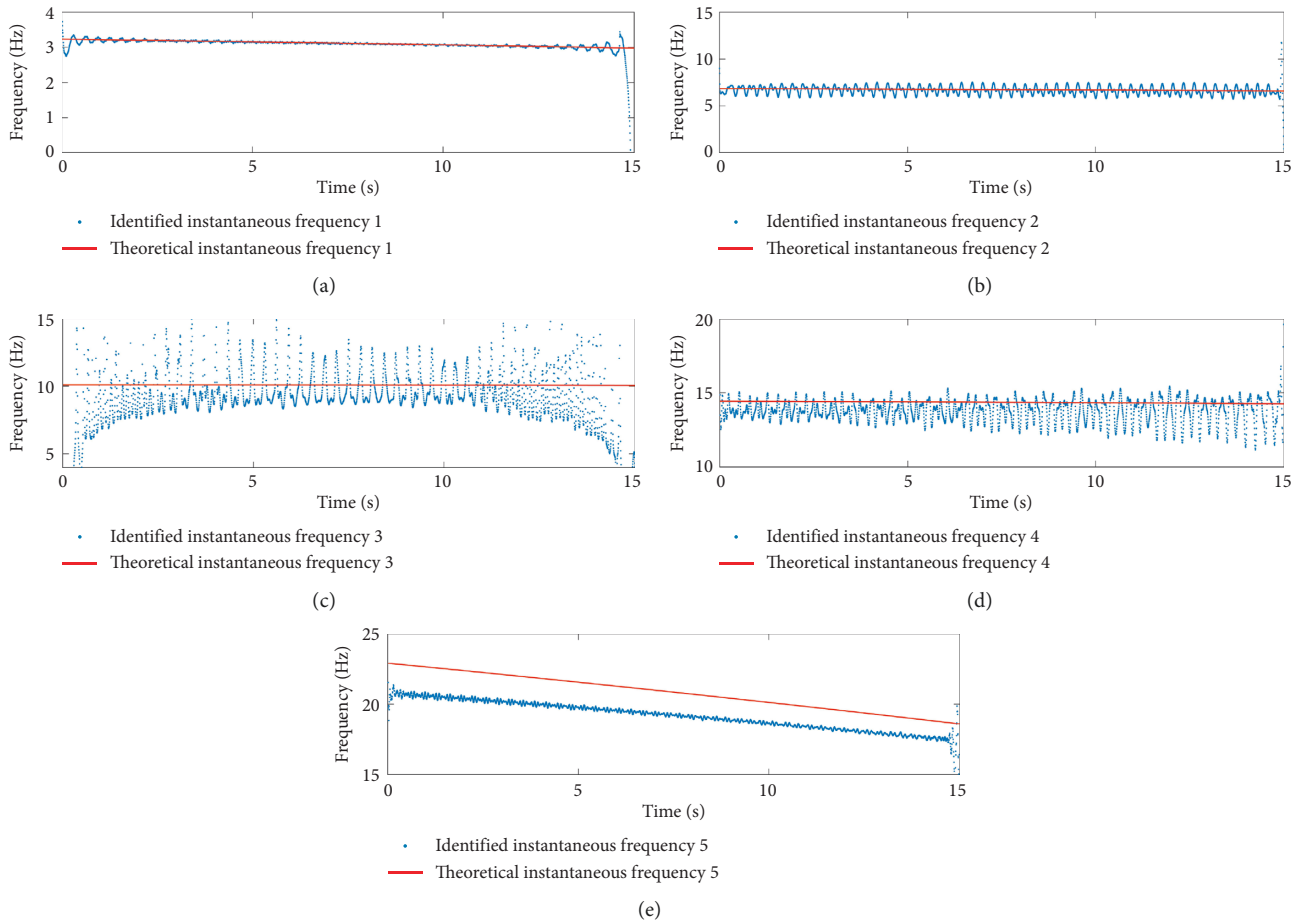 4
3
2
1
0
Frequency (Hz)
0 5 10 15
Time (s)
Identified instantaneous frequency 1
Theoretical instantaneous frequency 1
(a)
15
10
5
0
Frequency (Hz)
0 5 10 15
Time (s)
Identified instantaneous frequency 2
Theoretical instantaneous frequency 2
(b)
15
10
5
Frequency (Hz)
0 5 10 15
Time (s)
Identified instantaneous frequency 3
Theoretical instantaneous frequency 3
(c)
20
15
10
Frequency (Hz)
0 5 10 15
Time (s)
Identified instantaneous frequency 4
Theoretical instantaneous frequency 4
(d)
25
20
15
Frequency (Hz)
0 5 10 15
Time (s)
Identified instantaneous frequency 5
Theoretical instantaneous frequency 5
(e)